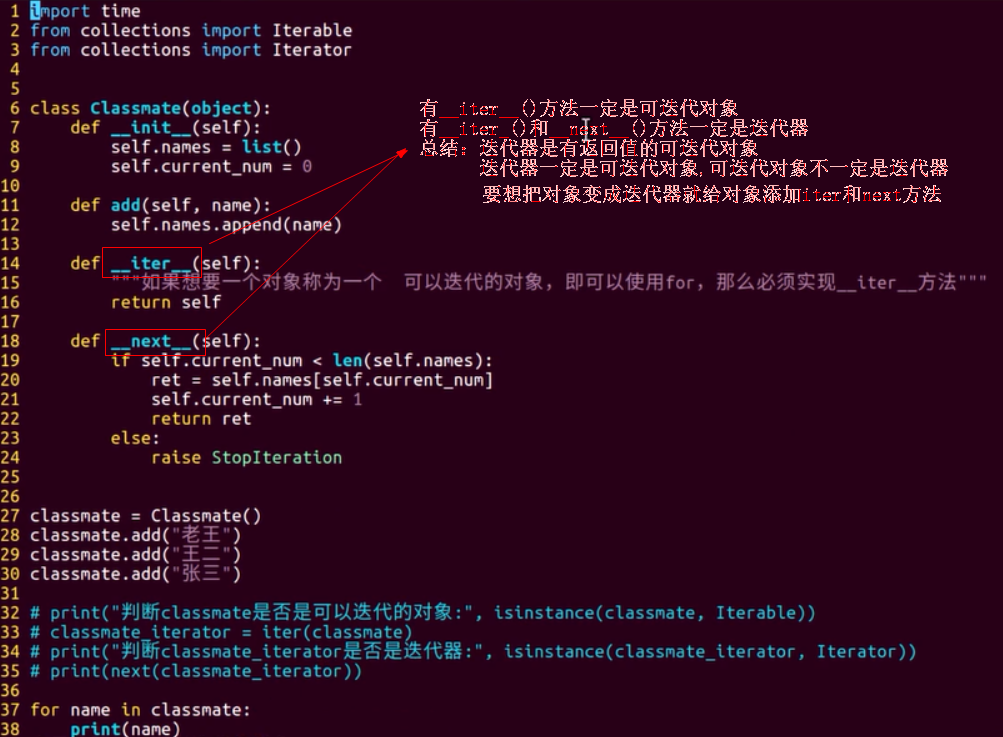 1 import time
2 from collections import Iterable
3 from collections import Iterator
4
5
6 class Classmate(object):
7     def __init__(self):
8         self.names = list()
9         self.current_num = 0
10
11     def add(self, name):
12         self.names.append(name)
13
14     def __iter__(self):
15         """如果想要一个对象称为一个　可以迭代的对象，即可以使用for，那么必须实现__iter__方法"""
16         return self
17
18     def __next__(self):
19         if self.current_num < len(self.names):
20             ret = self.names[self.current_num]
21             self.current_num += 1
22             return ret
23         else:
24             raise StopIteration
25
26
27 classmate = Classmate()
28 classmate.add("老王")
29 classmate.add("王二")
30 classmate.add("张三")
31
32 # print("判断classmate是否是可以迭代的对象:", isinstance(classmate, Iterable))
33 # classmate_iterator = iter(classmate)
34 # print("判断classmate_iterator是否是迭代器:", isinstance(classmate_iterator, Iterator))
35 # print(next(classmate_iterator))
36
37 for name in classmate:
38     print(name)
有__iter__()方法一定是可迭代对象
有__iter_()和__next__()方法一定是迭代器
总结：迭代器是有返回值的可迭代对象
迭代器一定是可迭代对象,可迭代对象不一定是迭代器
要想把对象变成迭代器就给对象添加iter和next方法